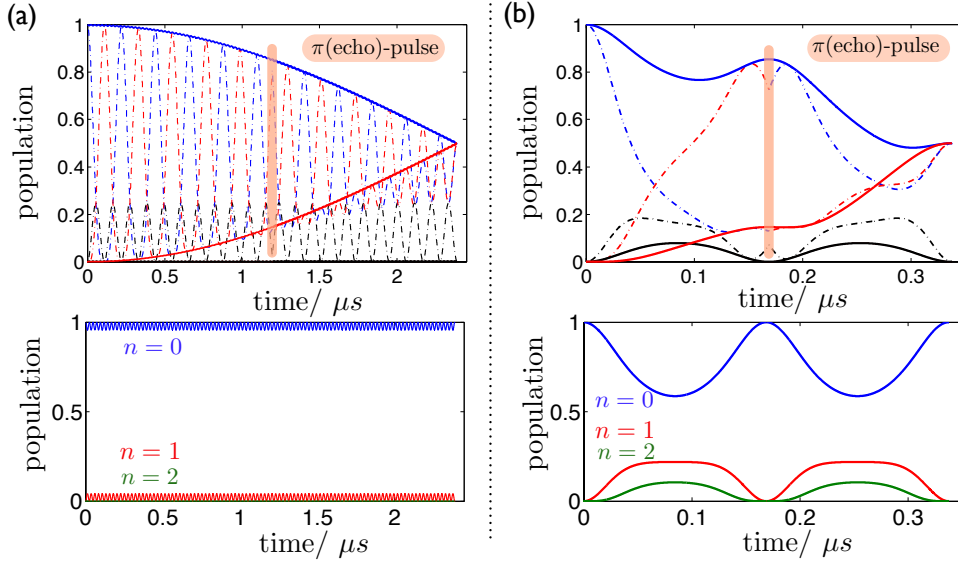 (a)
π(echo)-pulse
population
1
0.8
0.6
0.4
0.2
0
0 0.5 1 1.5 2
time/ μs
population
1
0.5
0
n = 0
n = 1
n = 2
0 0.5 1 1.5 2
time/ μs
(b)
π(echo)-pulse
population
1
0.8
0.6
0.4
0.2
0
0 0.1 0.2 0.3
time/ μs
population
1
0.5
0
n = 0
n = 1
n = 2
0 0.1 0.2 0.3
time/ μs